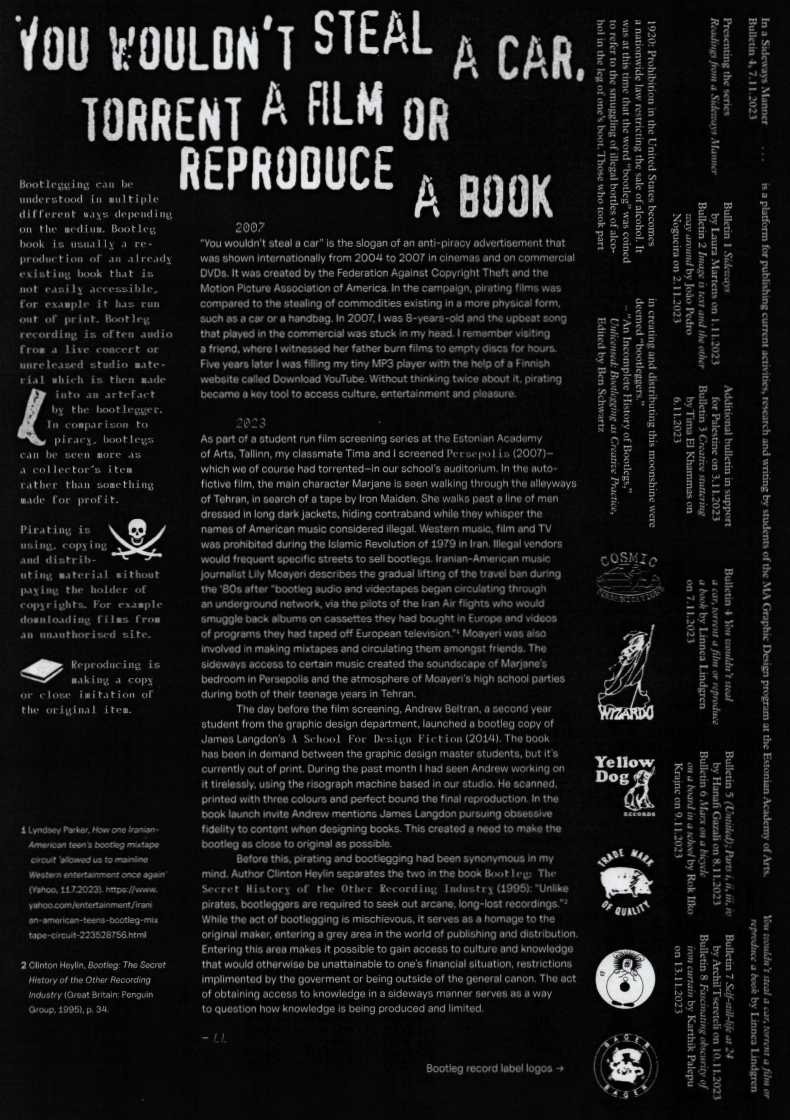 YOU WOULDN'T STEAL A CAR,
TORRENT A FILM OR
REPRODUCE
A BOOK
Bootlegging can be
understood in multiple
different ways depending
on the medium. Bootleg
book is usually a re-
production of an already
existing book that is
not easily accessible,
for example it has run
out of print. Bootleg
recording is often audio
from a live concert or
unreleased studio mate-
rial which is then made
into an artefact
by the bootlegger.
In comparison to
piracy, bootlegs
can be seen more as
a collector's item
rather than something
made for profit.
Pirating is
using, copying
and distrib-
uting material without
paying the holder of
copyrights. For example
downloading films from
an unauthorised site.
Reproducing is
making a copy
or close imitation of
the original item.
1 Lyndsey Parker, How one Iranian-
American teen's bootleg mixtape
circuit 'allowed us to mainline
Western entertainment once again'
(Yahoo, 11.7.2023). https://www.
yahoo.com/entertainment/irani
an-american-teens-bootleg-mix
tape-circuit-223528756.html
2 Clinton Heylin, Bootleg: The Secret
History of the Other Recording
Industry (Great Britain: Penguin
Group, 1995), p. 34.
2007
"You wouldn't steal a car" is the slogan of an anti-piracy advertisement that
was shown internationally from 2004 to 2007 in cinemas and on commercial
DVDs. It was created by the Federation Against Copyright Theft and the
Motion Picture Association of America. In the campaign, pirating films was
compared to the stealing of commodities existing in a more physical form,
such as a car or a handbag. In 2007, I was 8-years-old and the upbeat song
that played in the commercial was stuck in my head. I remember visiting
a friend, where I witnessed her father burn films to empty discs for hours.
Five years later I was filling my tiny MP3 player with the help of a Finnish
website called Download YouTube. Without thinking twice about it, pirating
became a key tool to access culture, entertainment and pleasure.
2023
As part of a student run film screening series at the Estonian Academy
of Arts, Tallinn, my classmate Tima and I screened Persepolis (2007)—
which we of course had torrented—in our school's auditorium. In the auto-
fictive film, the main character Marjane is seen walking through the alleyways
of Tehran, in search of a tape by Iron Maiden. She walks past a line of men
dressed in long dark jackets, hiding contraband while they whisper the
names of American music considered illegal. Western music, film and TV
was prohibited during the Islamic Revolution of 1979 in Iran. Illegal vendors
would frequent specific streets to sell bootlegs. Iranian-American music
journalist Lily Moayeri describes the gradual lifting of the travel ban during
the '80s after "bootleg audio and videotapes began circulating through
an underground network, via the pilots of the Iran Air flights who would
smuggle back albums on cassettes they had bought in Europe and videos
of programs they had taped off European television."¹ Moayeri was also
involved in making mixtapes and circulating them amongst friends. The
sideways access to certain music created the soundscape of Marjane's
bedroom in Persepolis and the atmosphere of Moayeri's high school parties
during both of their teenage years in Tehran.
The day before the film screening, Andrew Beltran, a second year
student from the graphic design department, launched a bootleg copy of
James Langdon's A School For Design Fiction (2014). The book
has been in demand between the graphic design master students, but it's
currently out of print. During the past month I had seen Andrew working on
it tirelessly, using the risograph machine based in our studio. He scanned,
printed with three colours and perfect bound the final reproduction. In the
book launch invite Andrew mentions James Langdon pursuing obsessive
fidelity to content when designing books. This created a need to make the
bootleg as close to original as possible.
Before this, pirating and bootlegging had been synonymous in my
mind. Author Clinton Heylin separates the two in the book Bootleg: The
Secret History of the Other Recording Industry (1995): "Unlike
pirates, bootleggers are required to seek out arcane, long-lost recordings."²
While the act of bootlegging is mischievous, it serves as a homage to the
original maker, entering a grey area in the world of publishing and distribution.
Entering this area makes it possible to gain access to culture and knowledge
that would otherwise be unattainable to one's financial situation, restrictions
implimented by the goverment or being outside of the general canon. The act
of obtaining access to knowledge in a sideways manner serves as a way
to question how knowledge is being produced and limited.
– LL
Bootleg record label logos →
1920: Prohibition in the United States becomes
a nationwide law restricting the sale of alcohol. It
was at this time that the word "bootleg" was coined
to refer to the smuggling of illegal bottles of alco-
hol in the leg of one's boot. Those who took part
in creating and distributing this moonshine were
deemed "bootleggers."
– "An Incomplete History of Bootlegs,"
Unlicensed: Bootlegging as Creative Practice,
Edited by Ben Schwartz
COSMIC
WIZARDO
Yellow
Dog
RECORDS
TRADE MARK
OF QUALITY
BAGER
BAGER
In a Sideways Manner ... is a platform for publishing current activities, research and writing by students of the MA Graphic Design program at the Estonian Academy of Arts.
Bulletin 4, 7.11.2023
You wouldn't steal a car, torrent a film or
reproduce a book by Linnea Lindgren
Presenting the series
Readings from a Sideways Manner
Bulletin 1 Sideways
by Laura Martens on 1.11.2023
Bulletin 2 Image is text and the other
way around by João Pedro
Nogueira on 2.11.2023
Additional bulletin in support
for Palestine on 3.11.2023
Bulletin 3 Creative stuttering
by Tima El Khammas on
6.11.2023
Bulletin 4 You wouldn't steal
a car, torrent a film or reproduce
a book by Linnea Lindgren
on 7.11.2023
Bulletin 5 (Untitled); Parts i, ii, iii, iv
by Hanafi Gazali on 8.11.2023
Bulletin 6 Marx on a bicycle
on a board in a school by Rok Ifko
Krajnc on 9.11.2023
Bulletin 7 Self-still-life at 24
by Archil Tsereteli on 10.11.2023
Bulletin 8 Fascinating obscurity of
iron curtain by Karthik Palepu
on 13.11.2023